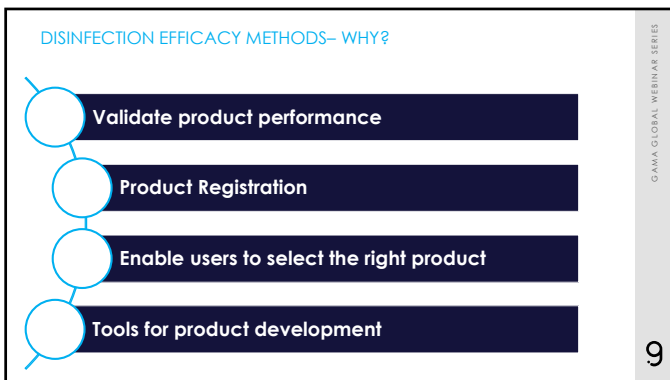 DISINFECTION EFFICACY METHODS– WHY?
Validate product performance
Product Registration
Enable users to select the right product
Tools for product development
GAMA GLOBAL WEBINAR SERIES
9